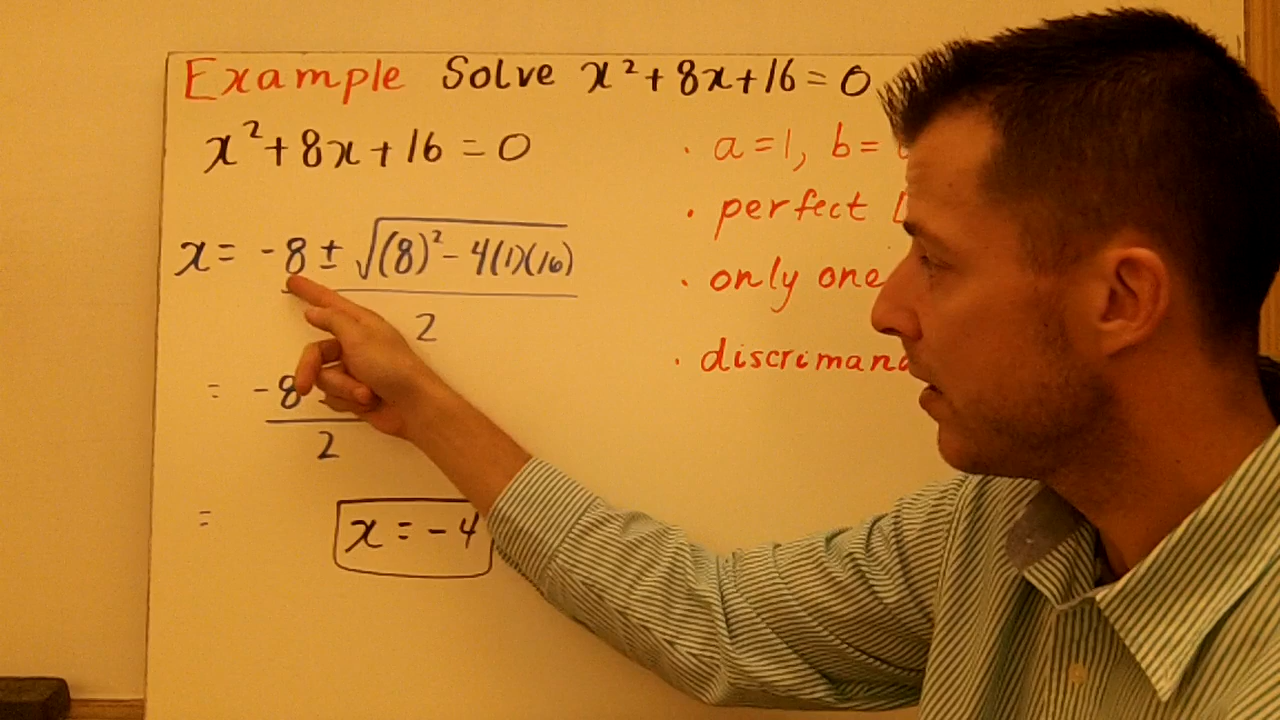 Example Solve x²+8x+16=0
x²+8x+16=0
· a=1, b=
· perfect
· only one
x= -8 ± √(8)²-4(1)(16)
2
· discriman
= -8
2
= x=-4